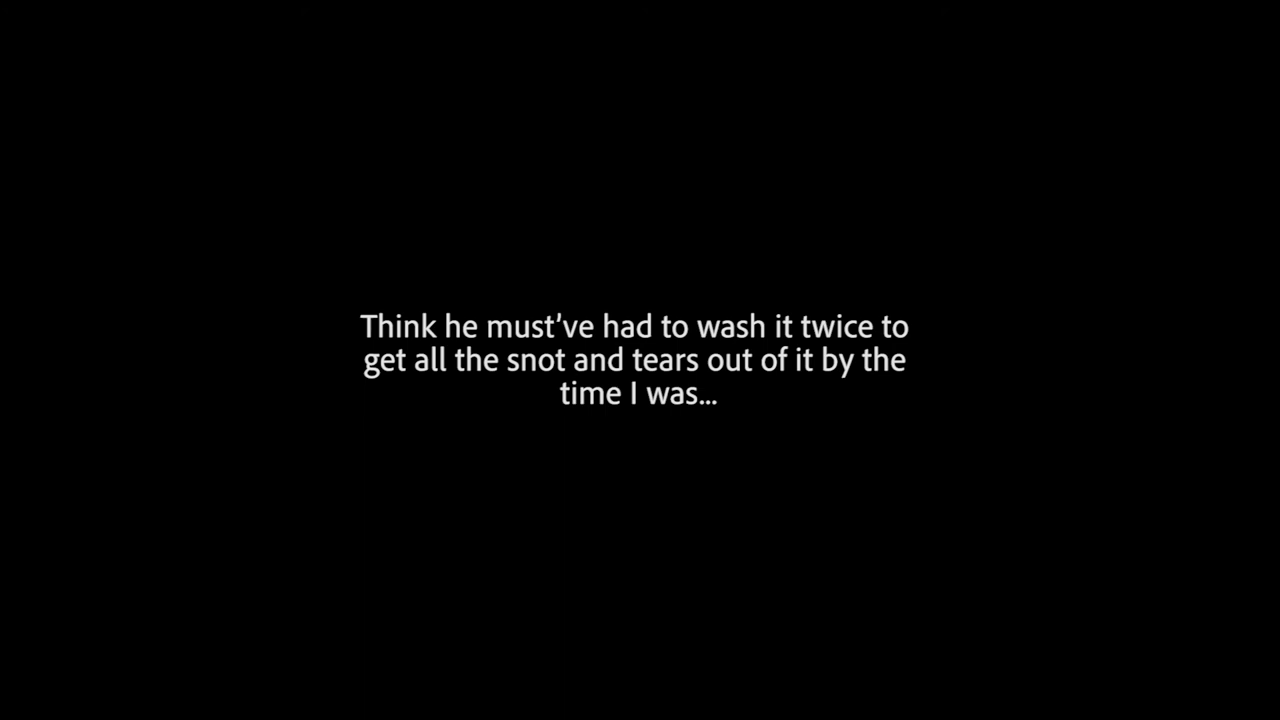 Think he must’ve had to wash it twice to
get all the snot and tears out of it by the
time I was...